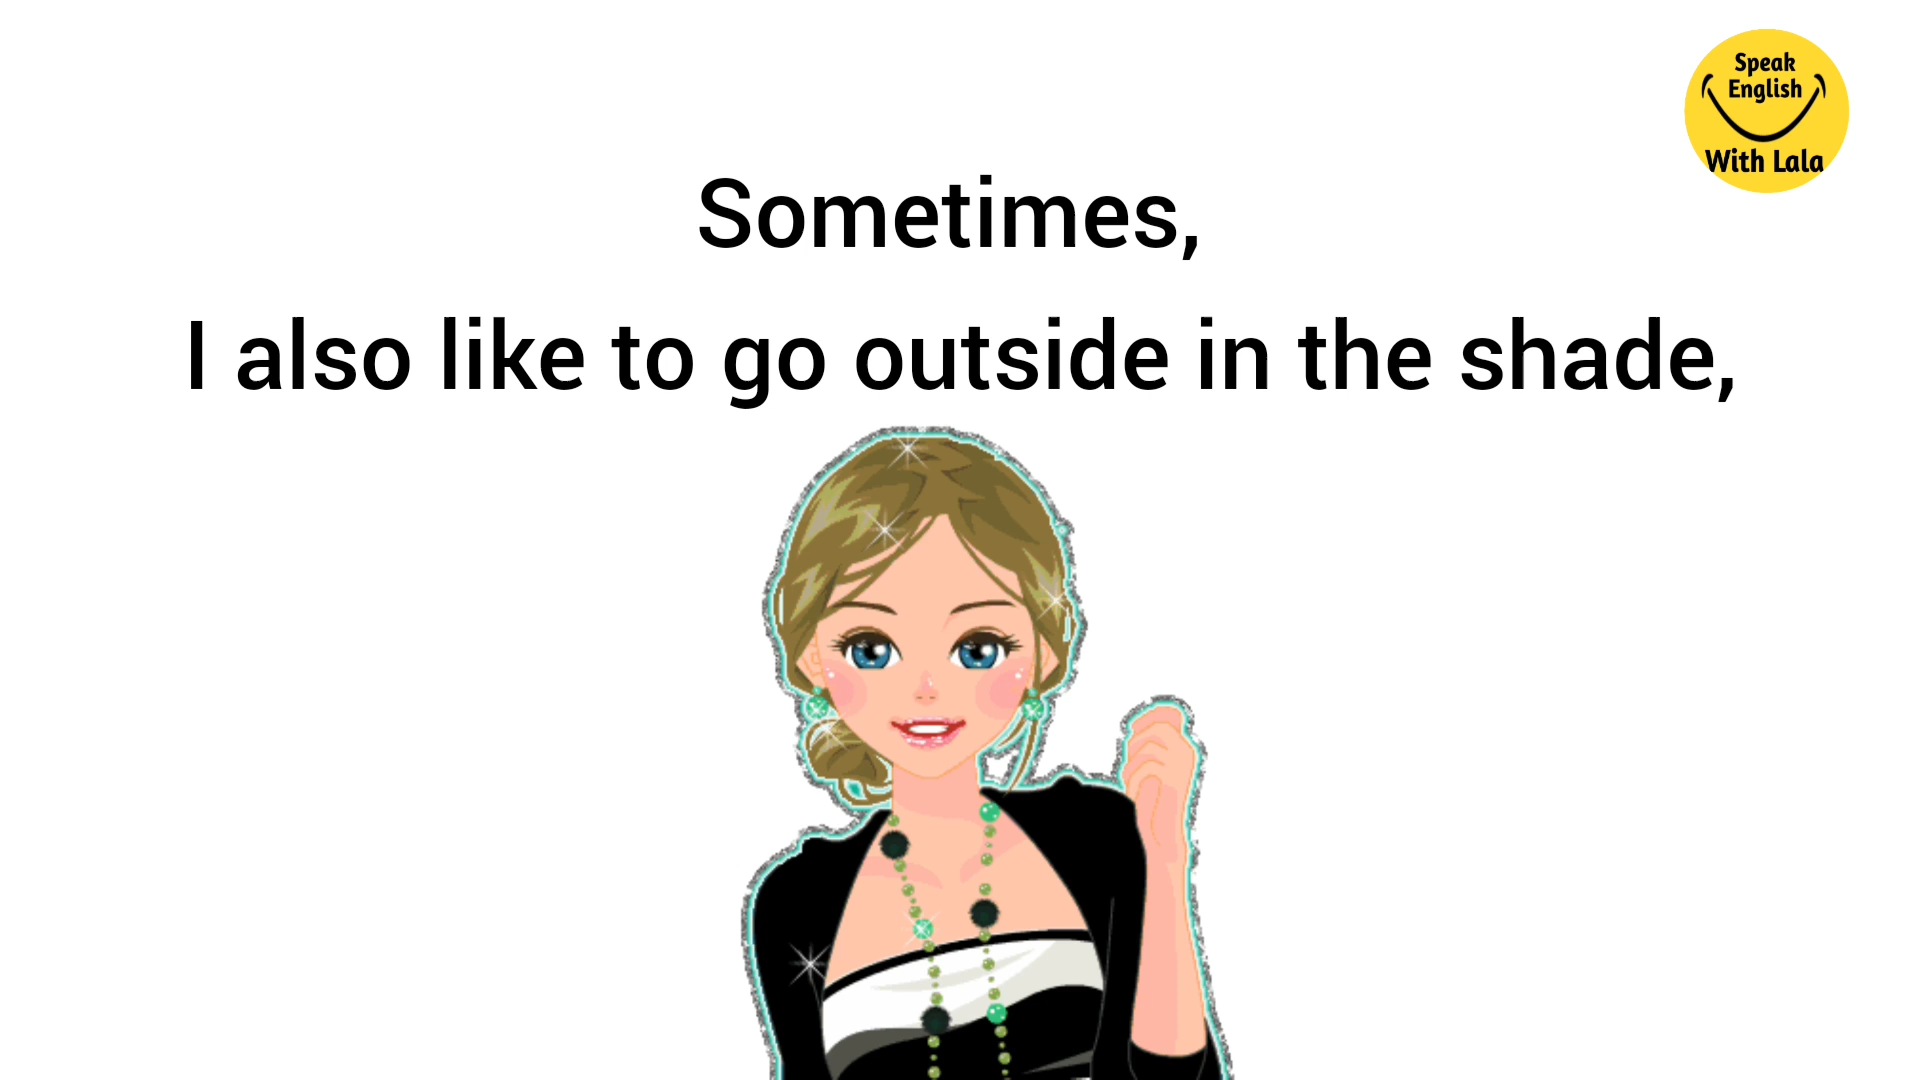 Speak
English
With Lala
Sometimes,
I also like to go outside in the shade,